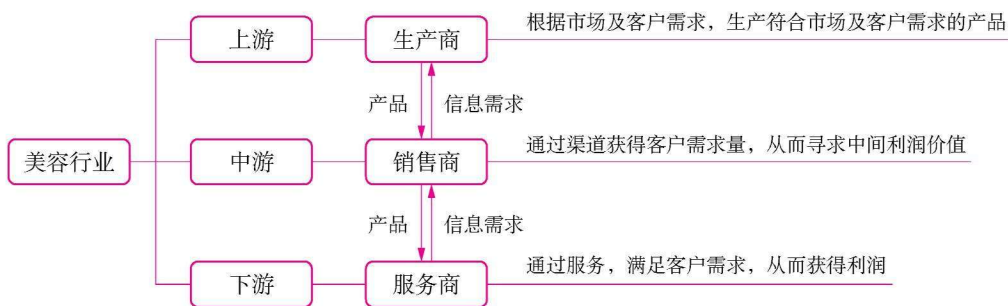 上游
生产商
根据市场及客户需求，生产符合市场及客户需求的产品
产品
信息需求
美容行业
中游
销售商
通过渠道获得客户需求量，从而寻求中间利润价值
产品
信息需求
下游
服务商
通过服务，满足客户需求，从而获得利润